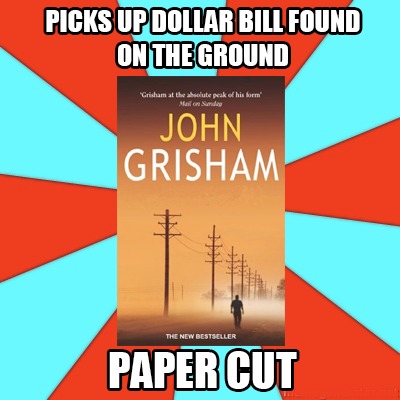 PICKS UP DOLLAR BILL FOUND
ON THE GROUND
'Grisham at the absolute peak of his form'
Mail on Sunday
JOHN
GRISHAM
THE NEW BESTSELLER
PAPER CUT